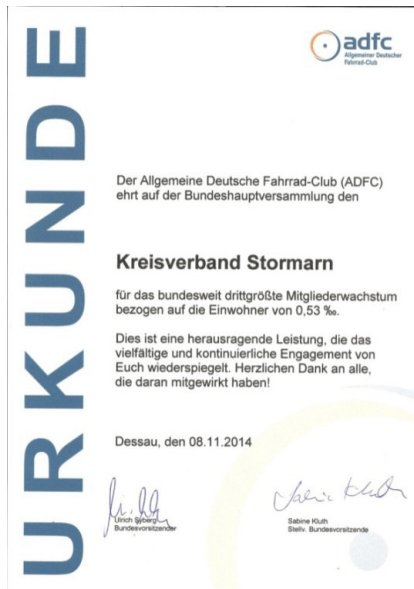 URKUNDE
adfc
Allgemeiner Deutscher
Fahrrad-Club
Der Allgemeine Deutsche Fahrrad-Club (ADFC)
ehrt auf der Bundeshauptversammlung den
Kreisverband Stormarn
für das bundesweit drittgrößte Mitgliederwachstum
bezogen auf die Einwohner von 0,53 ‰.
Dies ist eine herausragende Leistung, die das
vielfältige und kontinuierliche Engagement von
Euch wiederspiegelt. Herzlichen Dank an alle,
die daran mitgewirkt haben!
Dessau, den 08.11.2014
Ulrich Syberg
Bundesvorsitzender
Sabine Kluth
Sabine Kluth
Stellv. Bundesvorsitzende